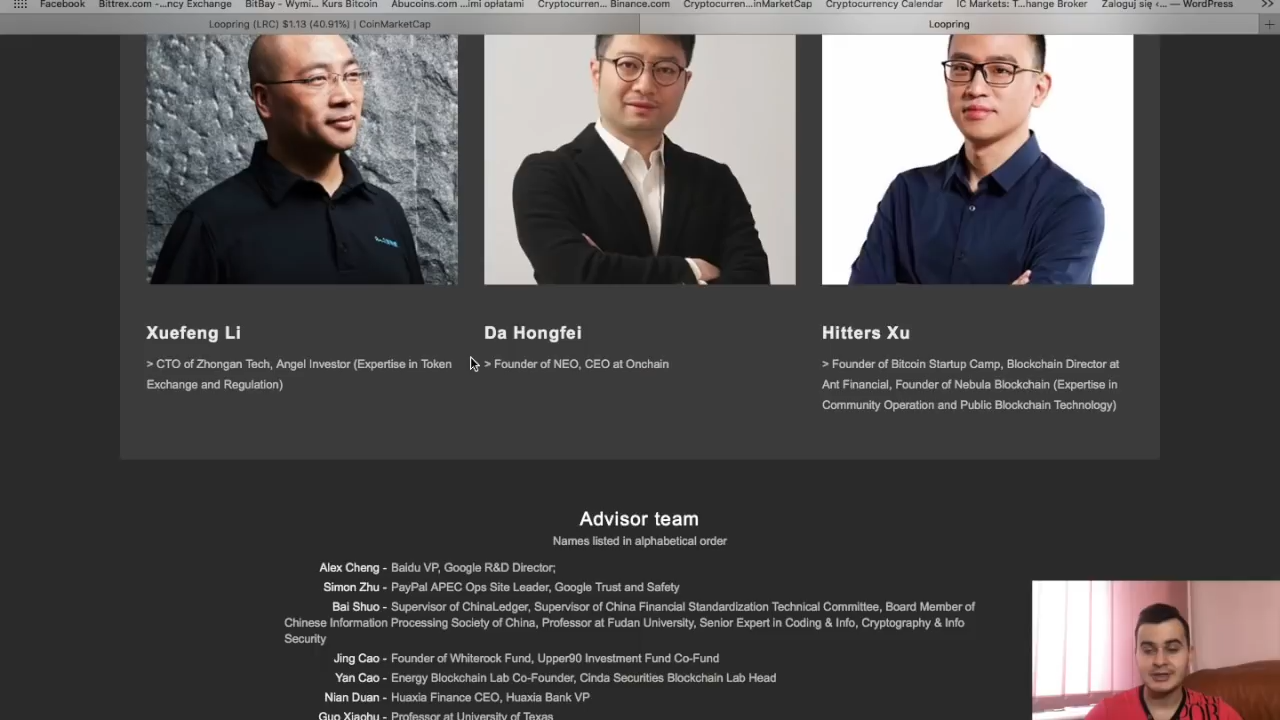 Facebook Bittrex.com -...ncy Exchange BitBay - Wymi... Kurs Bitcoin Abucoins.com ...imi opłatami Cryptocurren... Binance.com Cryptocurren...inMarketCap Cryptocurrency Calendar IC Markets: T...hange Broker Zaloguj się ‹... — WordPress
Loopring (LRC) $1.13 (40.91%) | CoinMarketCap Loopring
Xuefeng Li
> CTO of Zhongan Tech, Angel Investor (Expertise in Token
Exchange and Regulation)
Da Hongfei
> Founder of NEO, CEO at Onchain
Hitters Xu
> Founder of Bitcoin Startup Camp, Blockchain Director at
Ant Financial, Founder of Nebula Blockchain (Expertise in
Community Operation and Public Blockchain Technology)
Advisor team
Names listed in alphabetical order
Alex Cheng - Baidu VP, Google R&D Director;
Simon Zhu - PayPal APEC Ops Site Leader, Google Trust and Safety
Bai Shuo - Supervisor of ChinaLedger, Supervisor of China Financial Standardization Technical Committee, Board Member of
Chinese Information Processing Society of China, Professor at Fudan University, Senior Expert in Coding & Info, Cryptography & Info
Security
Jing Cao - Founder of Whiterock Fund, Upper90 Investment Fund Co-Fund
Yan Cao - Energy Blockchain Lab Co-Founder, Cinda Securities Blockchain Lab Head
Nian Duan - Huaxia Finance CEO, Huaxia Bank VP
Guo Xiaohu - Professor at University of Texas